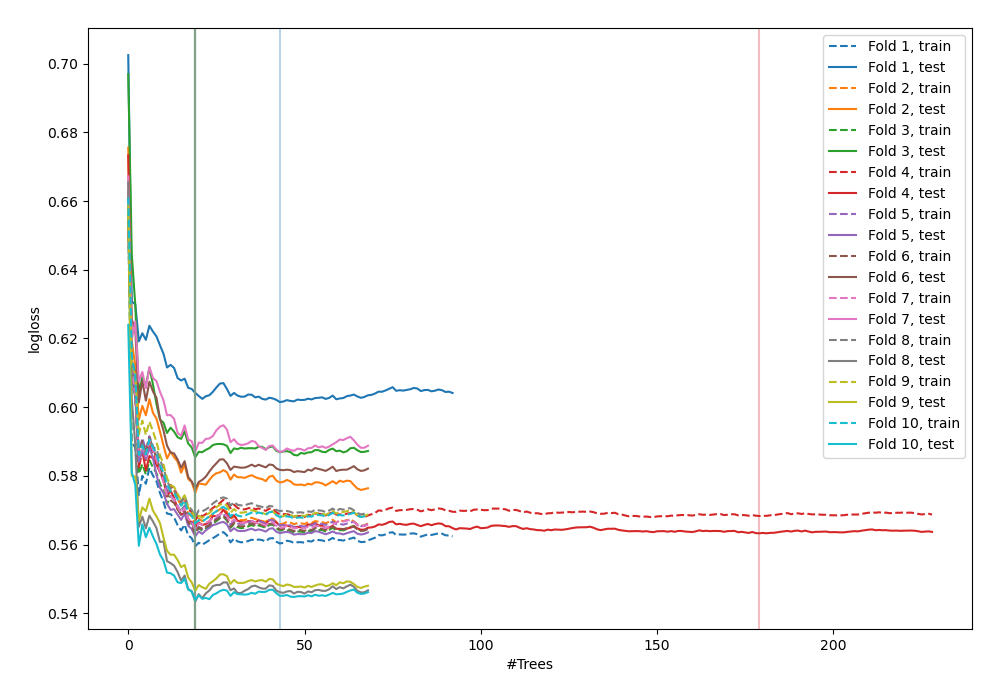 0.70
0.68
0.66
0.64
0.62
0.60
0.58
0.56
0.54
logloss
0
50
100
150
200
#Trees
Fold 1, train
Fold 1, test
Fold 2, train
Fold 2, test
Fold 3, train
Fold 3, test
Fold 4, train
Fold 4, test
Fold 5, train
Fold 5, test
Fold 6, train
Fold 6, test
Fold 7, train
Fold 7, test
Fold 8, train
Fold 8, test
Fold 9, train
Fold 9, test
Fold 10, train
Fold 10, test